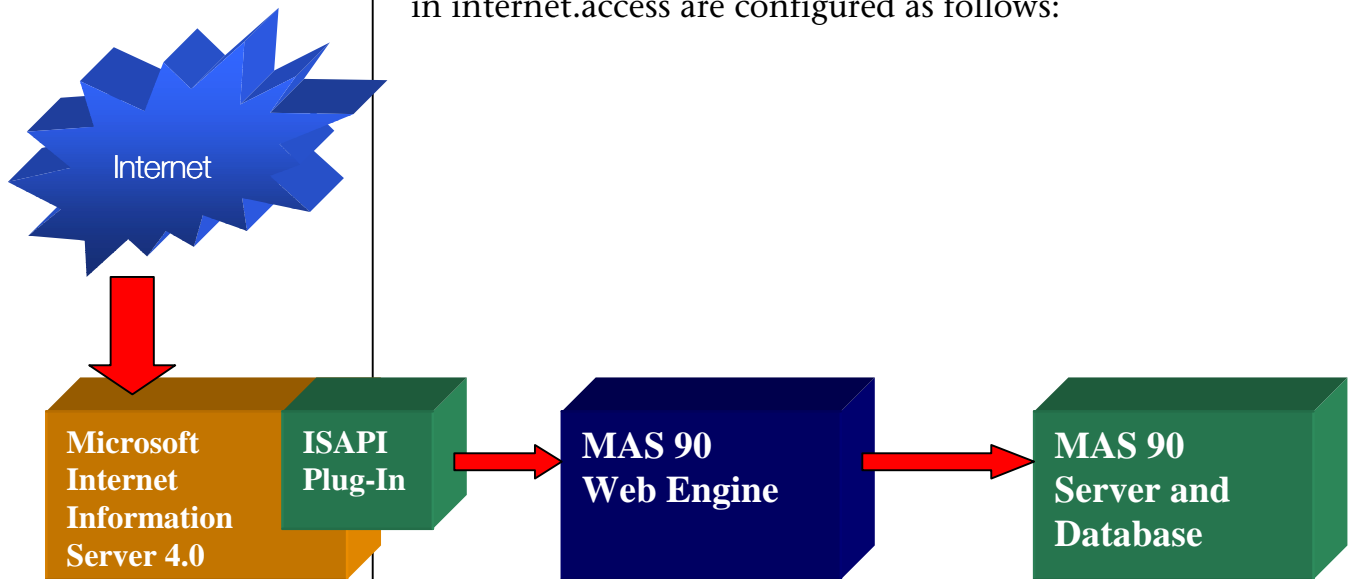 in internet.access are configured as follows:
Internet
Microsoft
Internet
Information
Server 4.0
ISAPI
Plug-In
MAS 90
Web Engine
MAS 90
Server and
Database